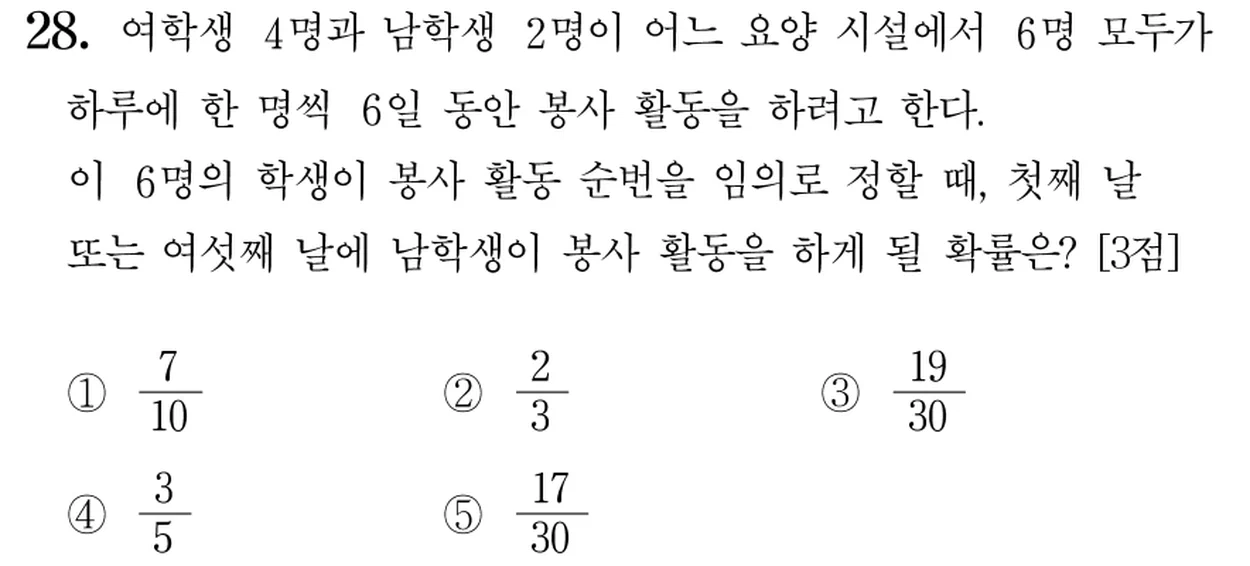 28. 여학생 4명과 남학생 2명이 어느 요양 시설에서 6명 모두가
하루에 한 명씩 6일 동안 봉사 활동을 하려고 한다.
이 6명의 학생이 봉사 활동 순번을 임의로 정할 때, 첫째 날
또는 여섯째 날에 남학생이 봉사 활동을 하게 될 확률은? [3점]
① 7/10 ② 2/3 ③ 19/30
④ 3/5 ⑤ 17/30